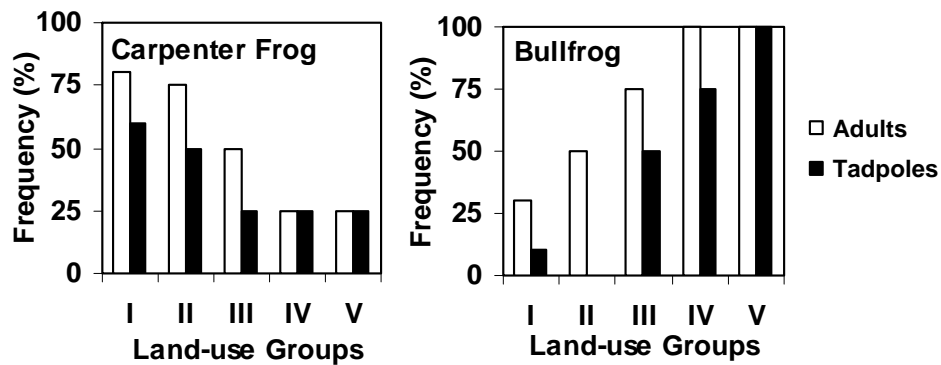 Carpenter Frog
Frequency (%)
100
75
50
25
0
I II III IV V
Land-use Groups
Bullfrog
Frequency (%)
100
75
50
25
0
I II III IV V
Land-use Groups
Adults
Tadpoles